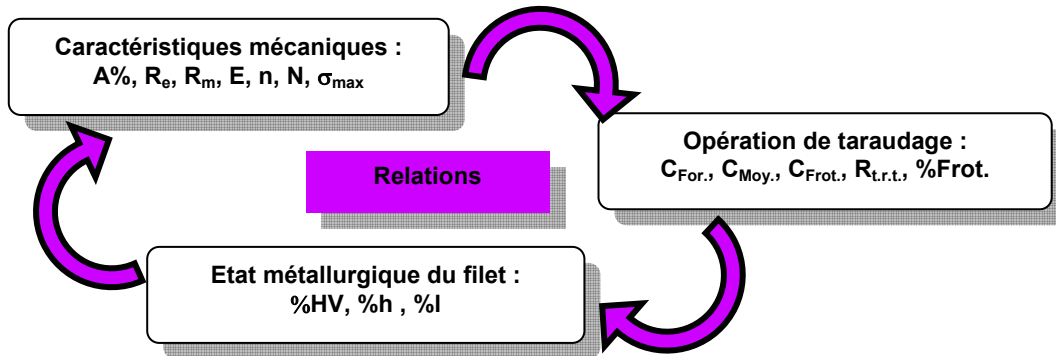 Caractéristiques mécaniques :
A%, Re, Rm, E, n, N, σmax
Opération de taraudage :
CFor., CMoy., CFrot., Rt.r.t., %Frot.
Relations
Etat métallurgique du filet :
%HV, %h , %l